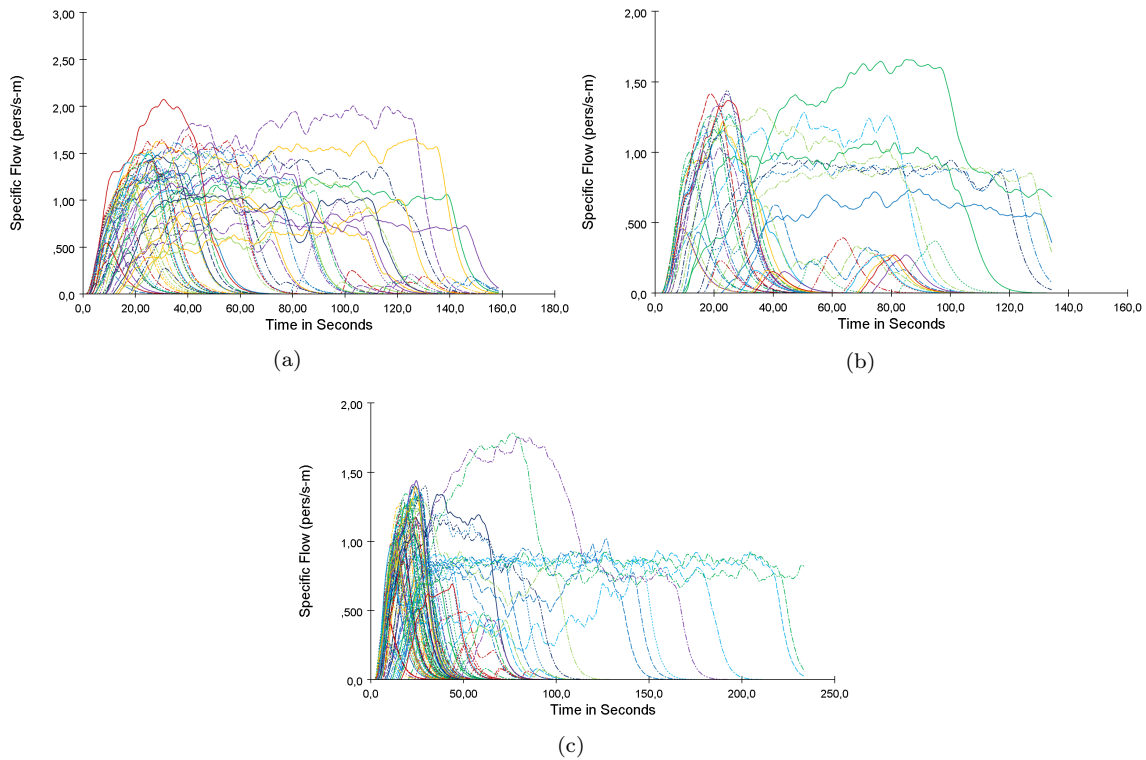 3,00
2,50
2,00
1,50
1,00
,500
0,0
Specific Flow (pers/s-m)
0,0 20,00 40,00 60,00 80,00 100,0 120,0 140,0 160,0 180,0
Time in Seconds
(a)
2,00
1,50
1,00
,500
0,0
Specific Flow (pers/s-m)
0,0 20,00 40,00 60,00 80,00 100,0 120,0 140,0 160,0
Time in Seconds
(b)
2,00
1,50
1,00
,500
0,0
Specific Flow (pers/s-m)
0,0 50,00 100,0 150,0 200,0 250,0
Time in Seconds
(c)